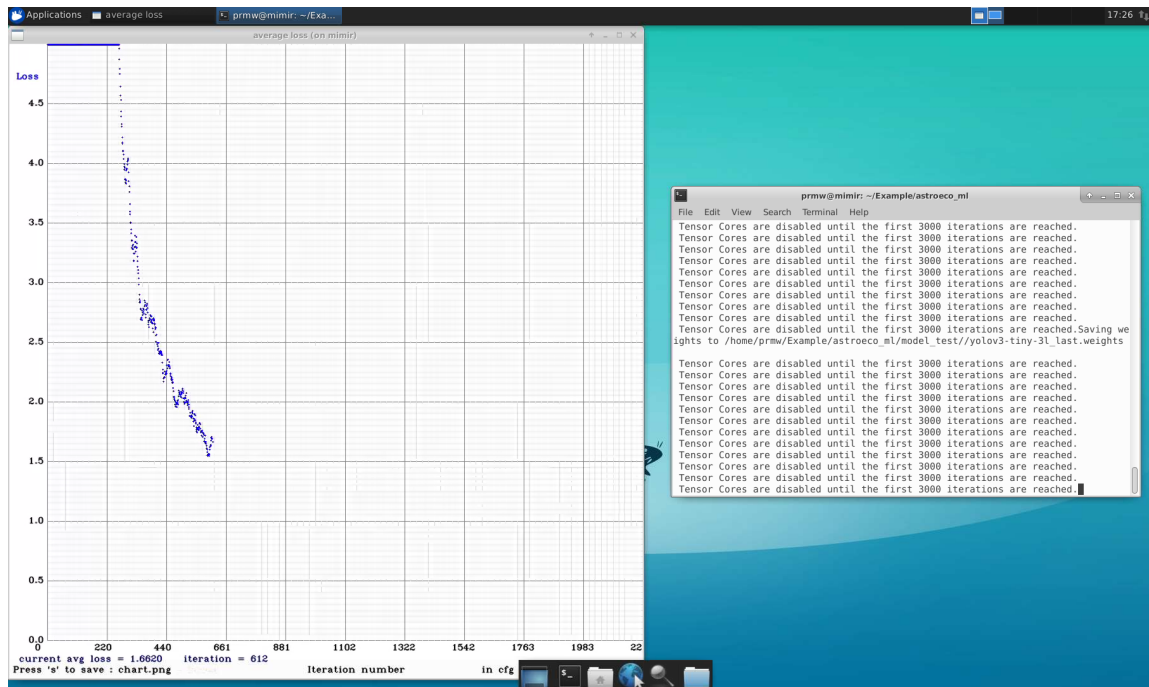 Applications average loss prmw@mimir: ~/Exa... 17:26
average loss (on mimir)
Loss
4.5
4.0
3.5
3.0
2.5
2.0
1.5
1.0
0.5
0.0
0 220 440 661 881 1102 1322 1542 1763 1983 22
current avg loss = 1.6620 iteration = 612
Press 's' to save : chart.png Iteration number in cfg
prmw@mimir: ~/Example/astroeco_ml
File Edit View Search Terminal Help
Tensor Cores are disabled until the first 3000 iterations are reached.
Tensor Cores are disabled until the first 3000 iterations are reached.
Tensor Cores are disabled until the first 3000 iterations are reached.
Tensor Cores are disabled until the first 3000 iterations are reached.
Tensor Cores are disabled until the first 3000 iterations are reached.
Tensor Cores are disabled until the first 3000 iterations are reached.
Tensor Cores are disabled until the first 3000 iterations are reached.
Tensor Cores are disabled until the first 3000 iterations are reached.
Tensor Cores are disabled until the first 3000 iterations are reached.
Tensor Cores are disabled until the first 3000 iterations are reached.Saving we
ights to /home/prmw/Example/astroeco_ml/model_test//yolov3-tiny-3l_last.weights
Tensor Cores are disabled until the first 3000 iterations are reached.
Tensor Cores are disabled until the first 3000 iterations are reached.
Tensor Cores are disabled until the first 3000 iterations are reached.
Tensor Cores are disabled until the first 3000 iterations are reached.
Tensor Cores are disabled until the first 3000 iterations are reached.
Tensor Cores are disabled until the first 3000 iterations are reached.
Tensor Cores are disabled until the first 3000 iterations are reached.
Tensor Cores are disabled until the first 3000 iterations are reached.
Tensor Cores are disabled until the first 3000 iterations are reached.
Tensor Cores are disabled until the first 3000 iterations are reached.
Tensor Cores are disabled until the first 3000 iterations are reached.
Tensor Cores are disabled until the first 3000 iterations are reached.